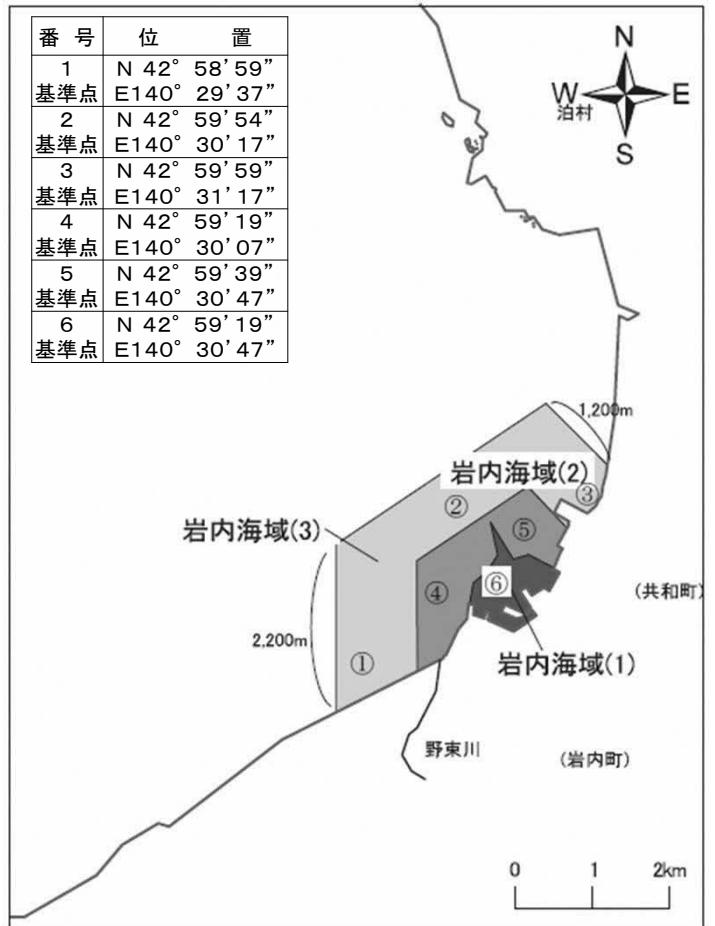 番 号 位 置
1 N 42° 58’59”
基準点 E140° 29’37”
2 N 42° 59’54”
基準点 E140° 30’17”
3 N 42° 59’59”
基準点 E140° 31’17”
4 N 42° 59’19”
基準点 E140° 30’07”
5 N 42° 59’39”
基準点 E140° 30’47”
6 N 42° 59’19”
基準点 E140° 30’47”
N
W E
泊村
S
1,200m
岩内海域(2)
③
②
⑤
岩内海域(3)
⑥
④
(共和町)
2,200m
①
岩内海域(1)
野束川
(岩内町)
0 1 2km